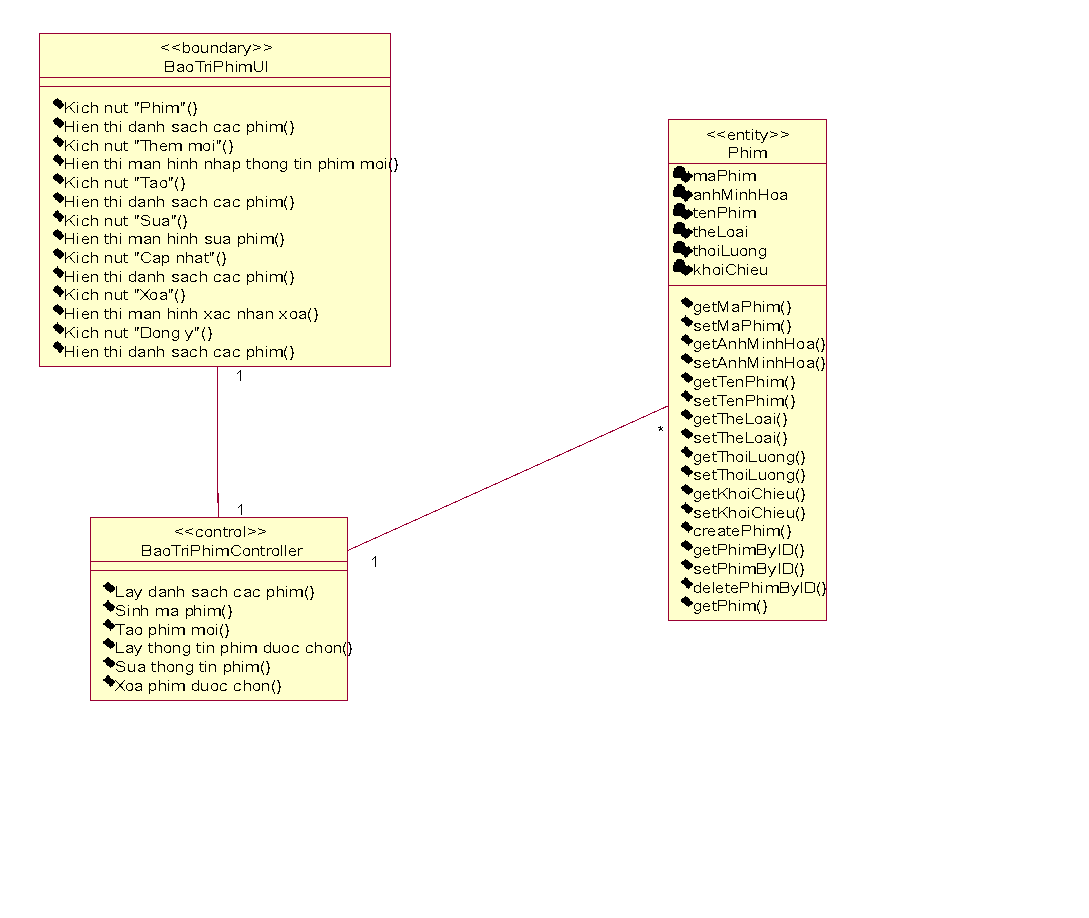 <<boundary>>
BaoTriPhimUI
Kich nut "Phim"()
Hien thi danh sach cac phim()
Kich nut "Them moi"()
Hien thi man hinh nhap thong tin phim moi()
Kich nut "Tao"()
Hien thi danh sach cac phim()
Kich nut "Sua"()
Hien thi man hinh sua phim()
Kich nut "Cap nhat"()
Hien thi danh sach cac phim()
Kich nut "Xoa"()
Hien thi man hinh xac nhan xoa()
Kich nut "Dong y"()
Hien thi danh sach cac phim()
1
1
<<control>>
BaoTriPhimController
Lay danh sach cac phim()
Sinh ma phim()
Tao phim moi()
Lay thong tin phim duoc chon()
Sua thong tin phim()
Xoa phim duoc chon()
1
*
<<entity>>
Phim
maPhim
anhMinhHoa
tenPhim
theLoai
thoiLuong
khoiChieu
getMaPhim()
setMaPhim()
getAnhMinhHoa()
setAnhMinhHoa()
getTenPhim()
setTenPhim()
getTheLoai()
setTheLoai()
getThoiLuong()
setThoiLuong()
getKhoiChieu()
setKhoiChieu()
createPhim()
getPhimByID()
setPhimByID()
deletePhimByID()
getPhim()